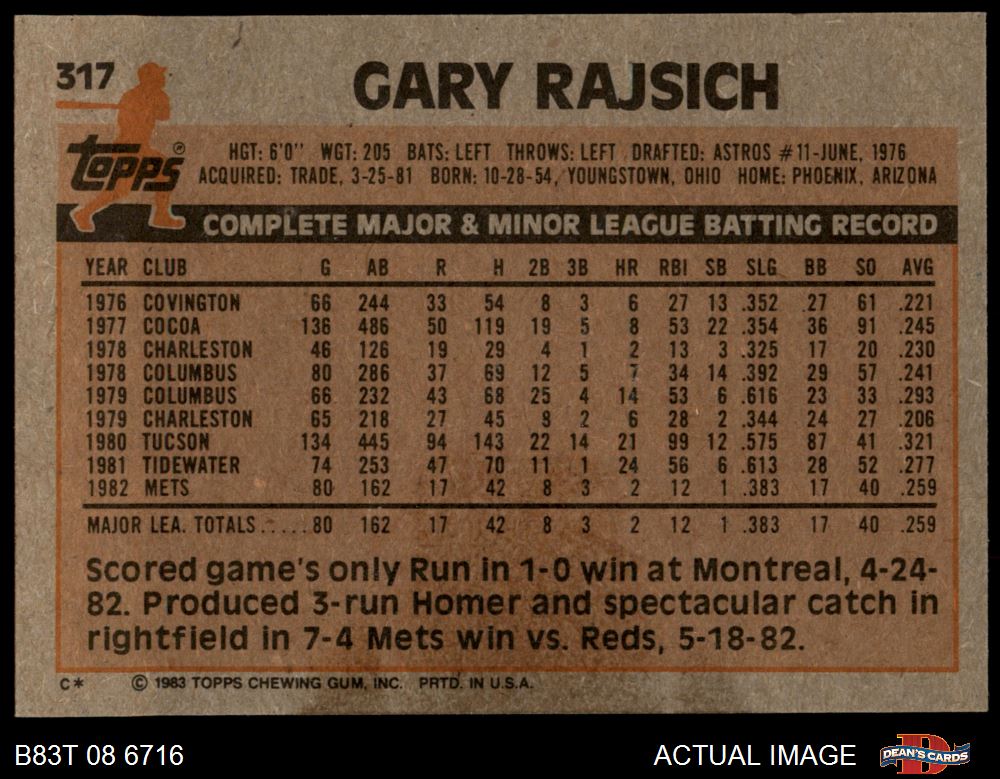 317
GARY RAJSICH
TOPPS®
HGT: 6'0" WGT: 205 BATS: LEFT THROWS: LEFT DRAFTED: ASTROS #11-JUNE, 1976
ACQUIRED: TRADE, 3-25-81 BORN: 10-28-54, YOUNGSTOWN, OHIO HOME: PHOENIX, ARIZONA
COMPLETE MAJOR & MINOR LEAGUE BATTING RECORD
YEAR CLUB G AB R H 2B 3B HR RBI SB SLG BB SO AVG
1976 COVINGTON 66 244 33 54 8 3 6 27 13 .352 27 61 .221
1977 COCOA 136 486 50 119 19 5 8 53 22 .354 36 91 .245
1978 CHARLESTON 46 126 19 29 4 1 2 13 3 .325 17 20 .230
1978 COLUMBUS 80 286 37 69 12 5 7 34 14 .392 29 57 .241
1979 COLUMBUS 66 232 43 68 25 4 14 53 6 .616 23 33 .293
1979 CHARLESTON 65 218 27 45 8 2 6 28 2 .344 24 27 .206
1980 TUCSON 134 445 94 143 22 14 21 99 12 .575 87 41 .321
1981 TIDEWATER 74 253 47 70 11 1 24 56 6 .613 28 52 .277
1982 METS 80 162 17 42 8 3 2 12 1 .383 17 40 .259
MAJOR LEA. TOTALS.....80 162 17 42 8 3 2 12 1 .383 17 40 .259
Scored game's only Run in 1-0 win at Montreal, 4-24-
82. Produced 3-run Homer and spectacular catch in
rightfield in 7-4 Mets win vs. Reds, 5-18-82.
C* © 1983 TOPPS CHEWING GUM, INC. PRTD. IN U.S.A.
B83T 08 6716 ACTUAL IMAGE DEAN'S CARDS